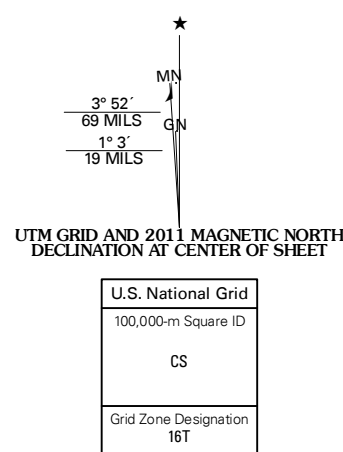 ★
MN
3° 52´
69 MILS
GN
1° 3´
19 MILS
UTM GRID AND 2011 MAGNETIC NORTH
DECLINATION AT CENTER OF SHEET
U.S. National Grid
100,000-m Square ID
CS
Grid Zone Designation
16T